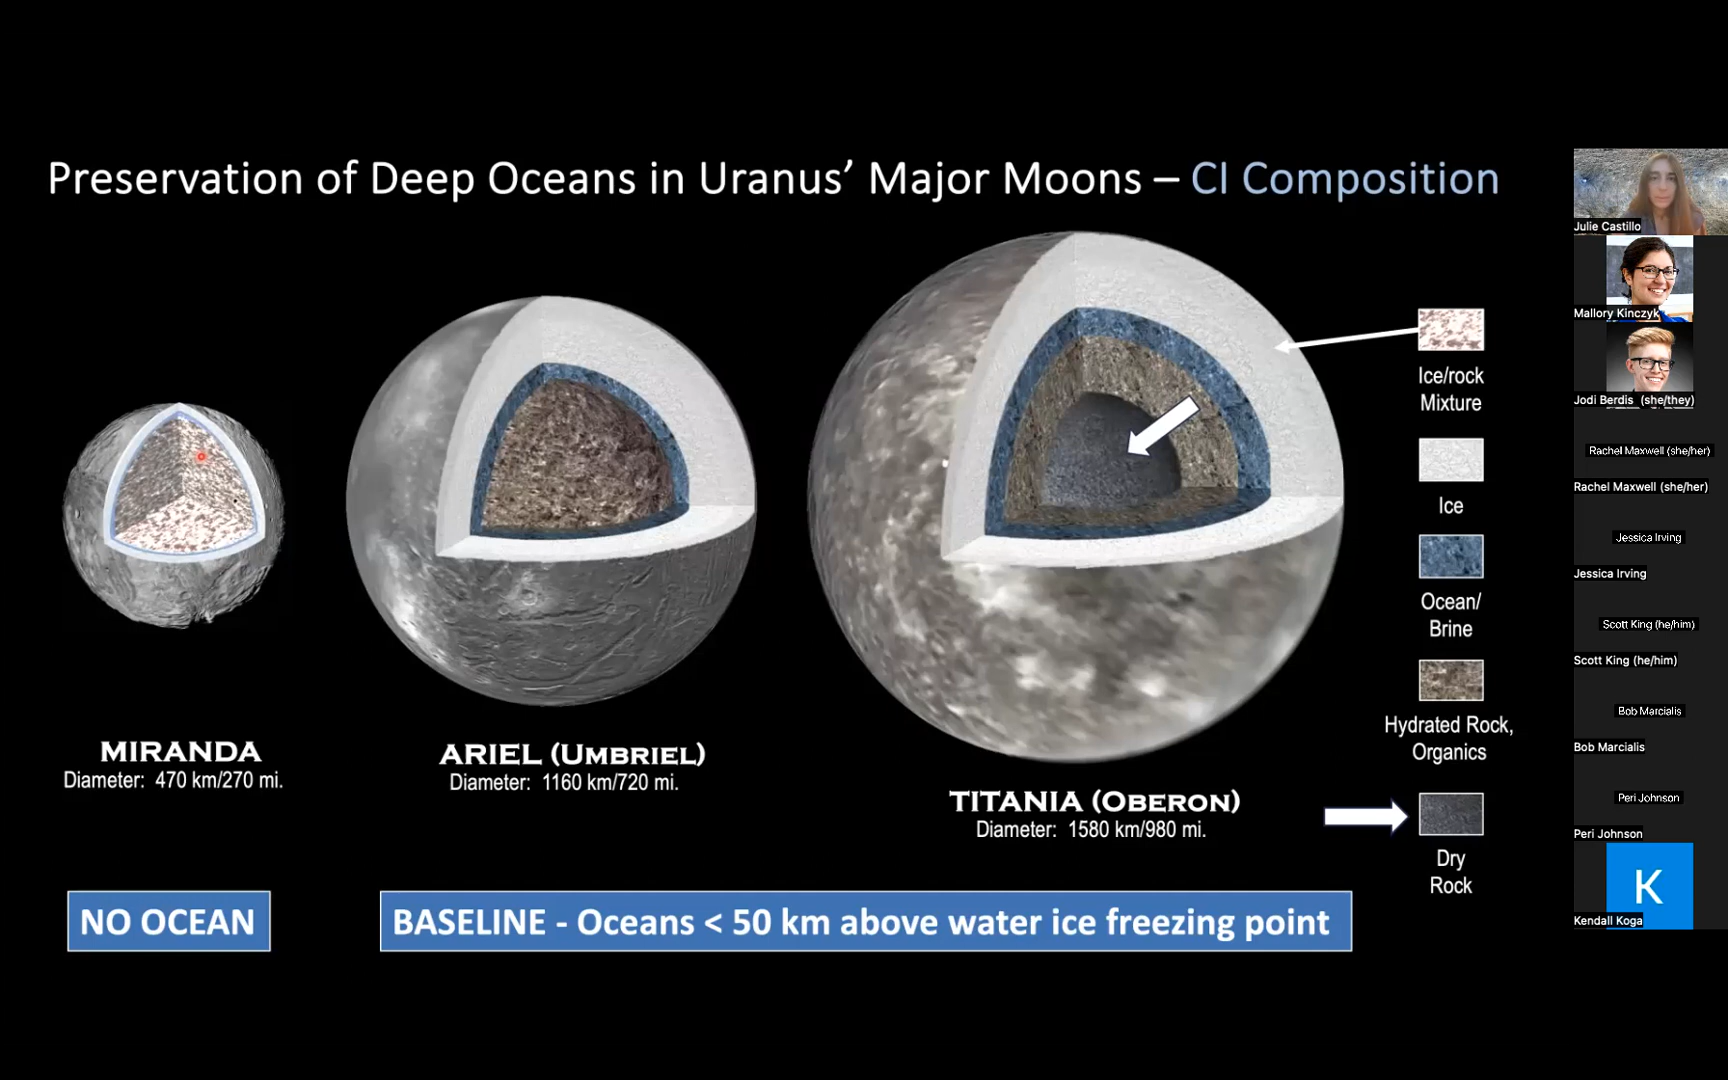 Preservation of Deep Oceans in Uranus’ Major Moons – CI Composition
MIRANDA
Diameter: 470 km/270 mi.
ARIEL (UMBRIEL)
Diameter: 1160 km/720 mi.
TITANIA (OBERON)
Diameter: 1580 km/980 mi.
Ice/rock
Mixture
Ice
Ocean/
Brine
Hydrated Rock,
Organics
Dry
Rock
NO OCEAN
BASELINE - Oceans < 50 km above water ice freezing point
Julie Castillo
Mallory Kinczyk
Jodi Berdis (she/they)
Rachel Maxwell (she/her)
Rachel Maxwell (she/her)
Jessica Irving
Jessica Irving
Scott King (he/him)
Scott King (he/him)
Bob Marcialis
Bob Marcialis
Peri Johnson
Peri Johnson
K
Kendall Koga